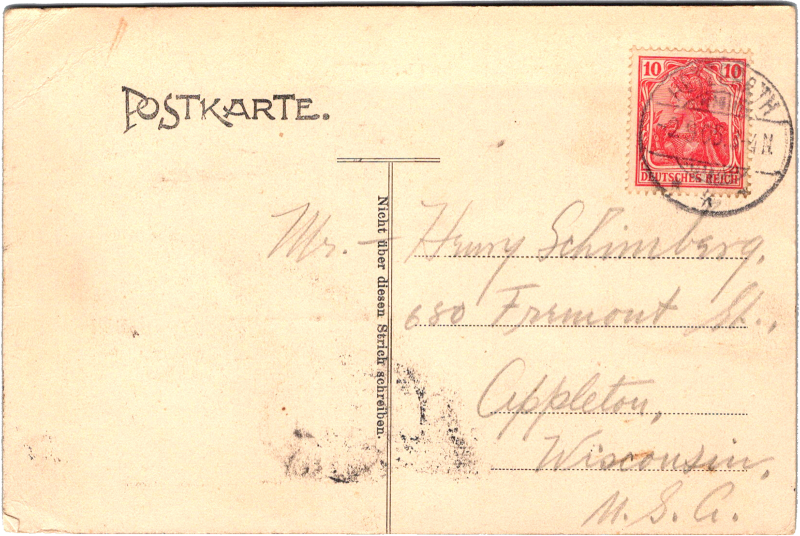 POSTKARTE.
10 10
DEUTSCHES REICH
Nicht über diesen Strich schreiben.
Mr. - Henry Schimberg,
680 Fremont St.,
Appleton,
Wisconsin,
U. S. A.